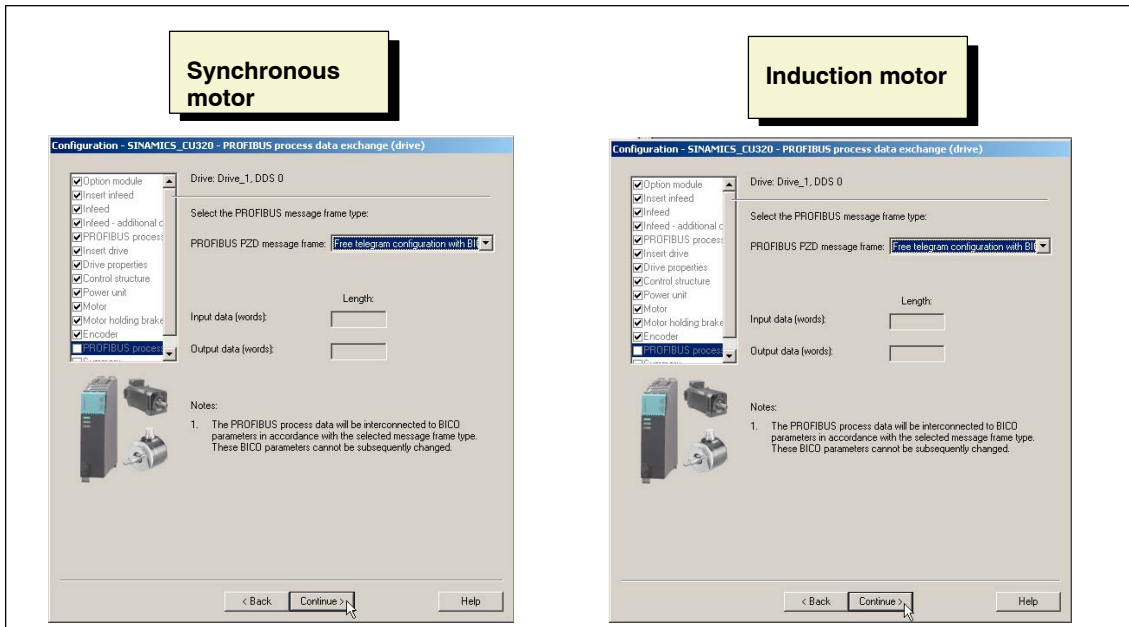 Synchronous
motor
Configuration - SINAMICS_CU320 - PROFIBUS process data exchange (drive)
Option module
Insert infeed
Infeed
Infeed - additional c
PROFIBUS process
Insert drive
Drive properties
Control structure
Power unit
Motor
Motor holding brake
Encoder
PROFIBUS process
Summary
Drive: Drive_1, DDS 0
Select the PROFIBUS message frame type:
PROFIBUS PZD message frame: Free telegram configuration with BI
Length:
Input data (words):
Output data (words):
Notes:
1. The PROFIBUS process data will be interconnected to BICO
parameters in accordance with the selected message frame type.
These BICO parameters cannot be subsequently changed.
< Back Continue > Help
Induction motor
Configuration - SINAMICS_CU320 - PROFIBUS process data exchange (drive)
Option module
Insert infeed
Infeed
Infeed - additional c
PROFIBUS process
Insert drive
Drive properties
Control structure
Power unit
Motor
Motor holding brake
Encoder
PROFIBUS process
Drive: Drive_1, DDS 0
Select the PROFIBUS message frame type:
PROFIBUS PZD message frame: Free telegram configuration with BI
Length:
Input data (words):
Output data (words):
Notes:
1. The PROFIBUS process data will be interconnected to BICO
parameters in accordance with the selected message frame type.
These BICO parameters cannot be subsequently changed.
< Back Continue > Help